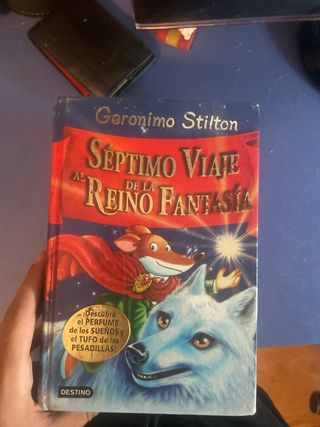 Geronimo Stilton
SÉPTIMO VIAJE
AL
REINO DE LA FANTASÍA
¡Descubre
el PERFUME
de los SUEÑOS y
el TUFO de las
PESADILLAS!
DESTINO